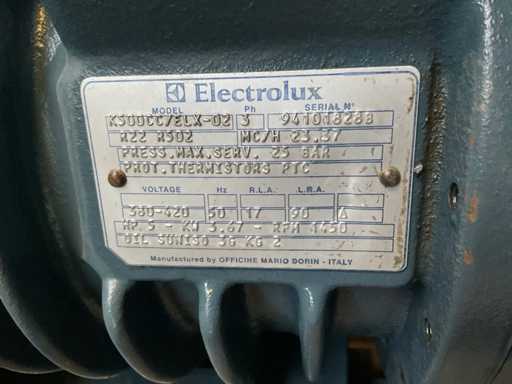 Electrolux
MODEL Ph SERIAL Nº
K500CC/ELX-02 3 941018288
R22 R502 MC/H 23.37
PRESS.MAX.SERV. 25 BAR
PROT.THERMISTORS PTC
VOLTAGE Hz R.L.A. L.R.A.
380-420 50 17 90 Δ
HP 5 - KW 3.67 - RPM 1450
OIL SUNISO 3G KG 2
Manufactured by OFFICINE MARIO DORIN - ITALY